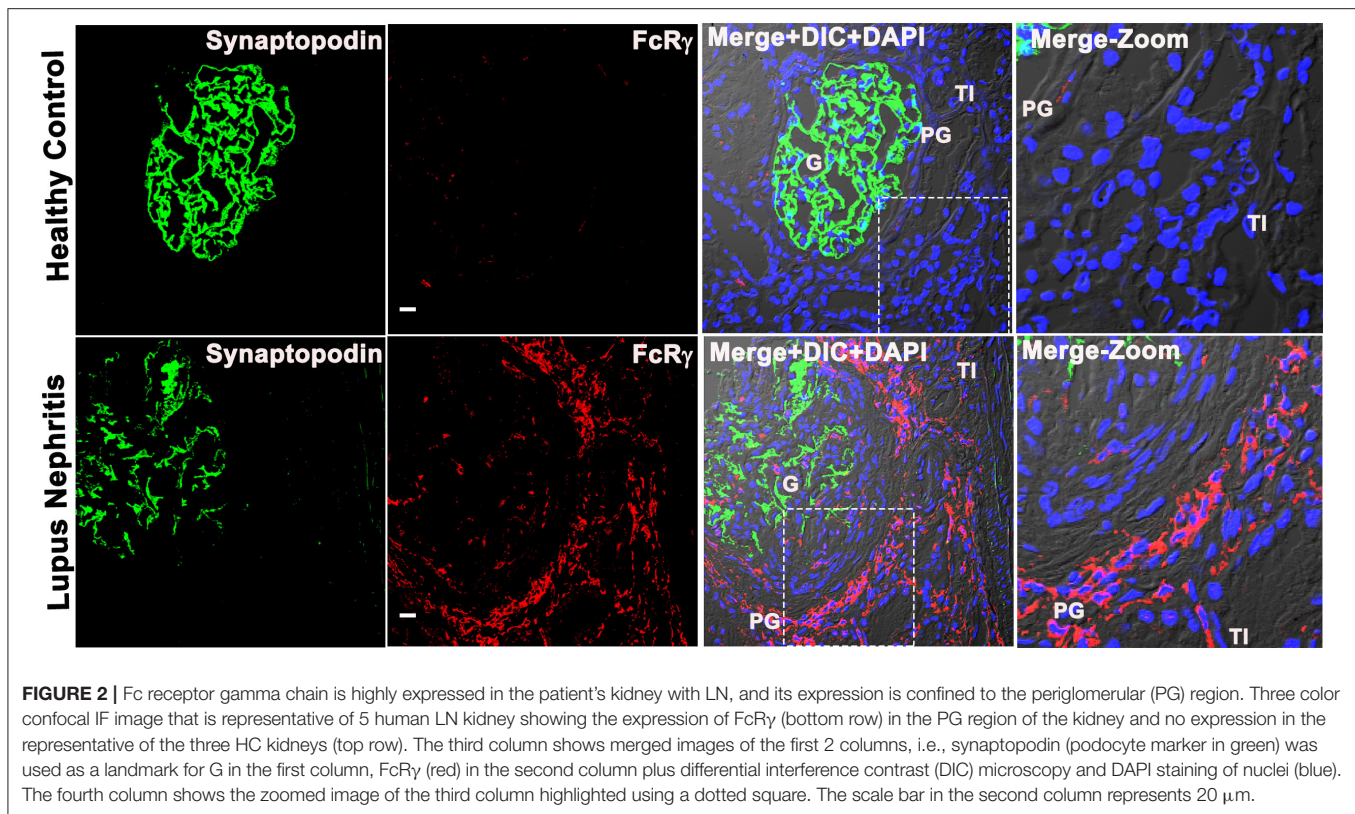 Healthy Control
Synaptopodin
FcRγ
Merge+DIC+DAPI
TI
PG
G
Merge-Zoom
PG
TI
Lupus Nephritis
Synaptopodin
FcRγ
Merge+DIC+DAPI
TI
G
PG
Merge-Zoom
PG
TI
FIGURE 2 | Fc receptor gamma chain is highly expressed in the patient's kidney with LN, and its expression is confined to the periglomerular (PG) region. Three color
confocal IF image that is representative of 5 human LN kidney showing the expression of FcRγ (bottom row) in the PG region of the kidney and no expression in the
representative of the three HC kidneys (top row). The third column shows merged images of the first 2 columns, i.e., synaptopodin (podocyte marker in green) was
used as a landmark for G in the first column, FcRγ (red) in the second column plus differential interference contrast (DIC) microscopy and DAPI staining of nuclei (blue).
The fourth column shows the zoomed image of the third column highlighted using a dotted square. The scale bar in the second column represents 20 μm.